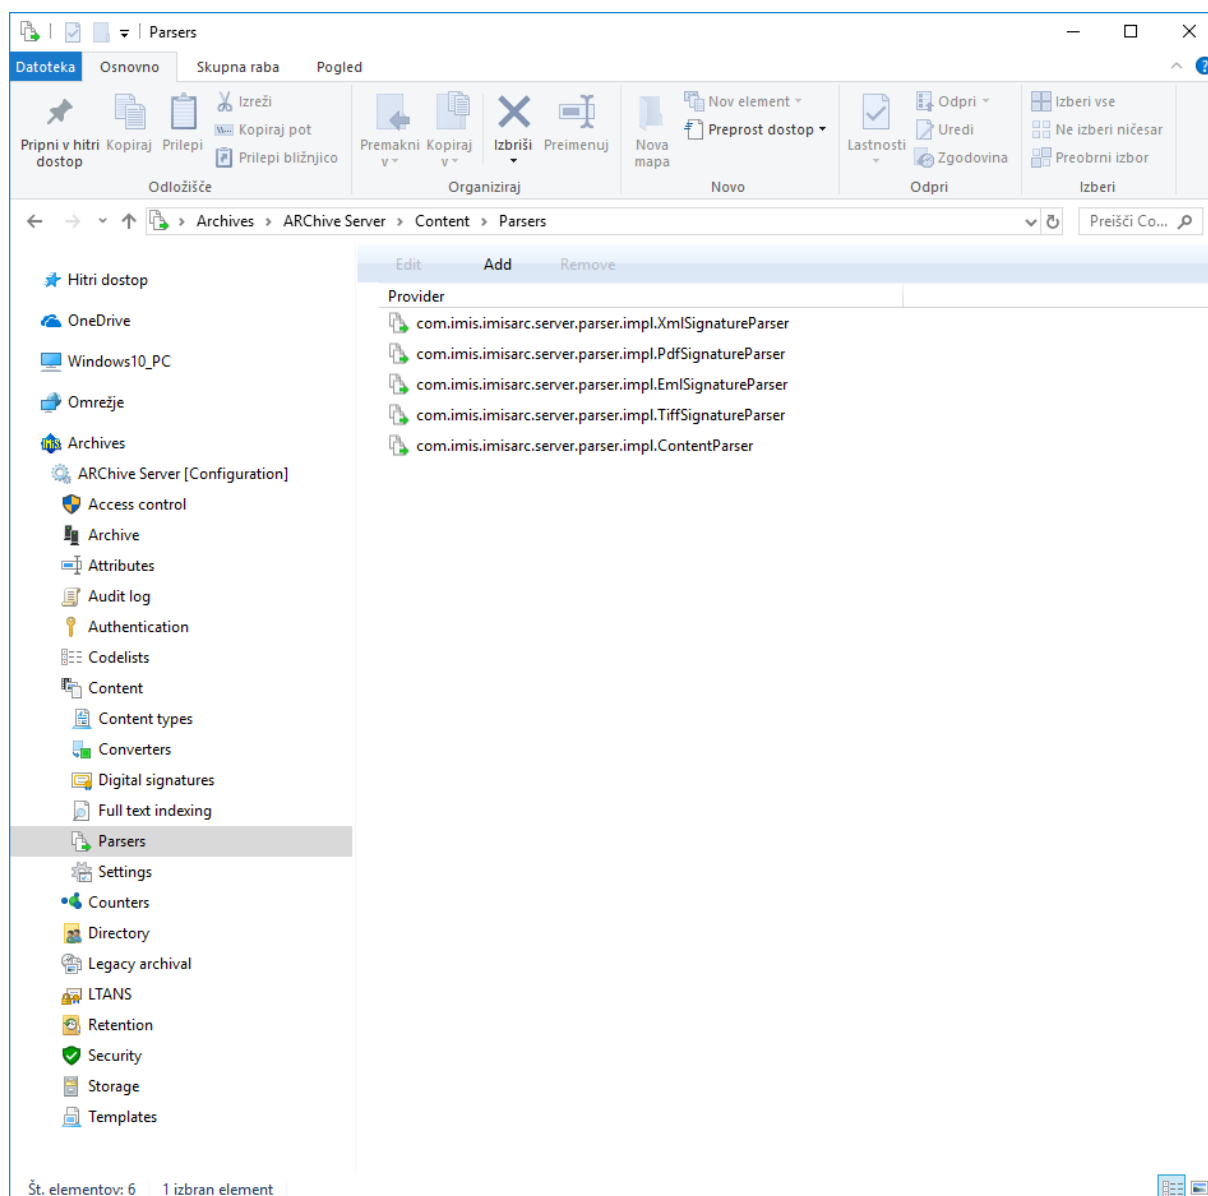 Parsers
Datoteka Osnovno Skupna raba Pogled
Pripni v hitri dostop
Kopiraj
Prilepi
Izreži
Kopiraj pot
Prilepi bližnjico
Odložišče
Premakni v
Kopiraj v
Izbriši
Preimenuj
Organiziraj
Nova mapa
Nov element
Preprost dostop
Novo
Lastnosti
Odpri
Uredi
Zgodovina
Odpri
Izberi vse
Ne izberi ničesar
Preobrni izbor
Izberi
Archives › ARChive Server › Content › Parsers
Preišči Co...
Hitri dostop
OneDrive
Windows10_PC
Omrežje
Archives
ARChive Server [Configuration]
Access control
Archive
Attributes
Audit log
Authentication
Codelists
Content
Content types
Converters
Digital signatures
Full text indexing
Parsers
Settings
Counters
Directory
Legacy archival
LTANS
Retention
Security
Storage
Templates
Edit Add Remove
Provider
com.imis.imisarc.server.parser.impl.XmlSignatureParser
com.imis.imisarc.server.parser.impl.PdfSignatureParser
com.imis.imisarc.server.parser.impl.EmlSignatureParser
com.imis.imisarc.server.parser.impl.TiffSignatureParser
com.imis.imisarc.server.parser.impl.ContentParser
Št. elementov: 6 1 izbran element